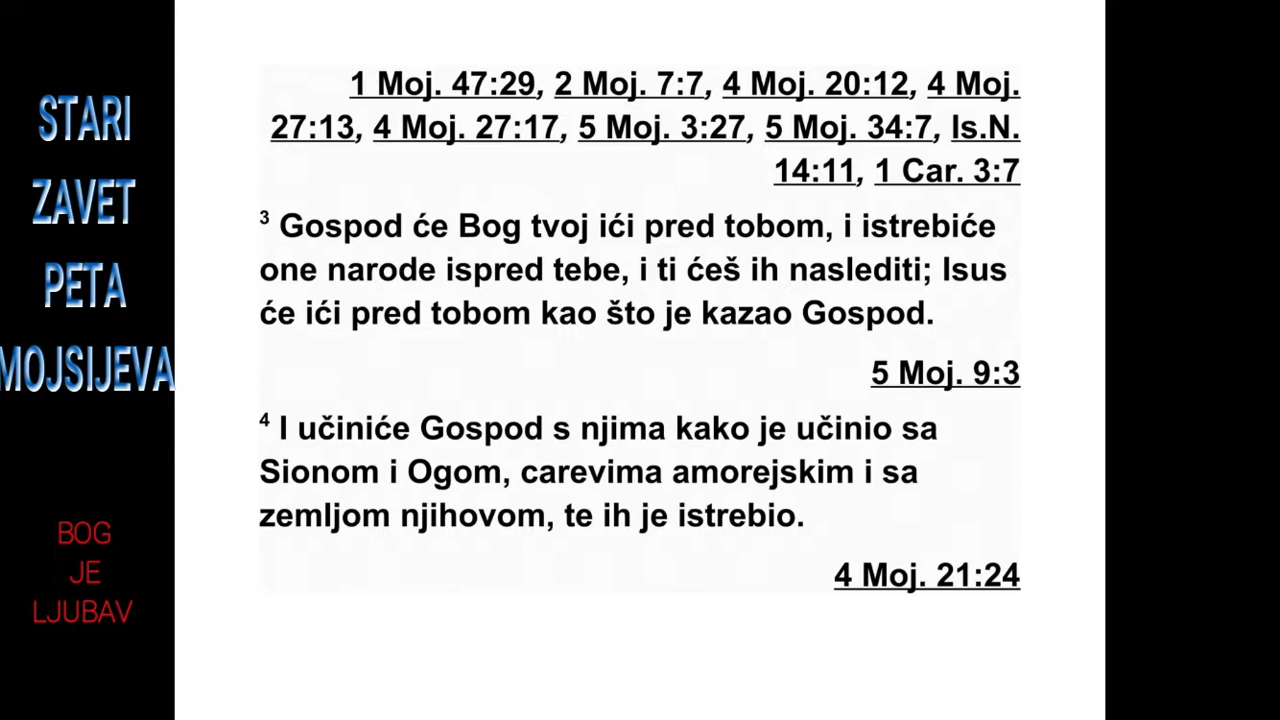 STARI
ZAVET
PETA
MOJSIJEVA
BOG
JE
LJUBAV
1 Moj. 47:29, 2 Moj. 7:7, 4 Moj. 20:12, 4 Moj.
27:13, 4 Moj. 27:17, 5 Moj. 3:27, 5 Moj. 34:7, Is.N.
14:11, 1 Car. 3:7
3 Gospod će Bog tvoj ići pred tobom, i istrebiće
one narode ispred tebe, i ti ćeš ih naslediti; Isus
će ići pred tobom kao što je kazao Gospod.
5 Moj. 9:3
4 I učiniće Gospod s njima kako je učinio sa
Sionom i Ogom, carevima amorejskim i sa
zemljom njihovom, te ih je istrebio.
4 Moj. 21:24